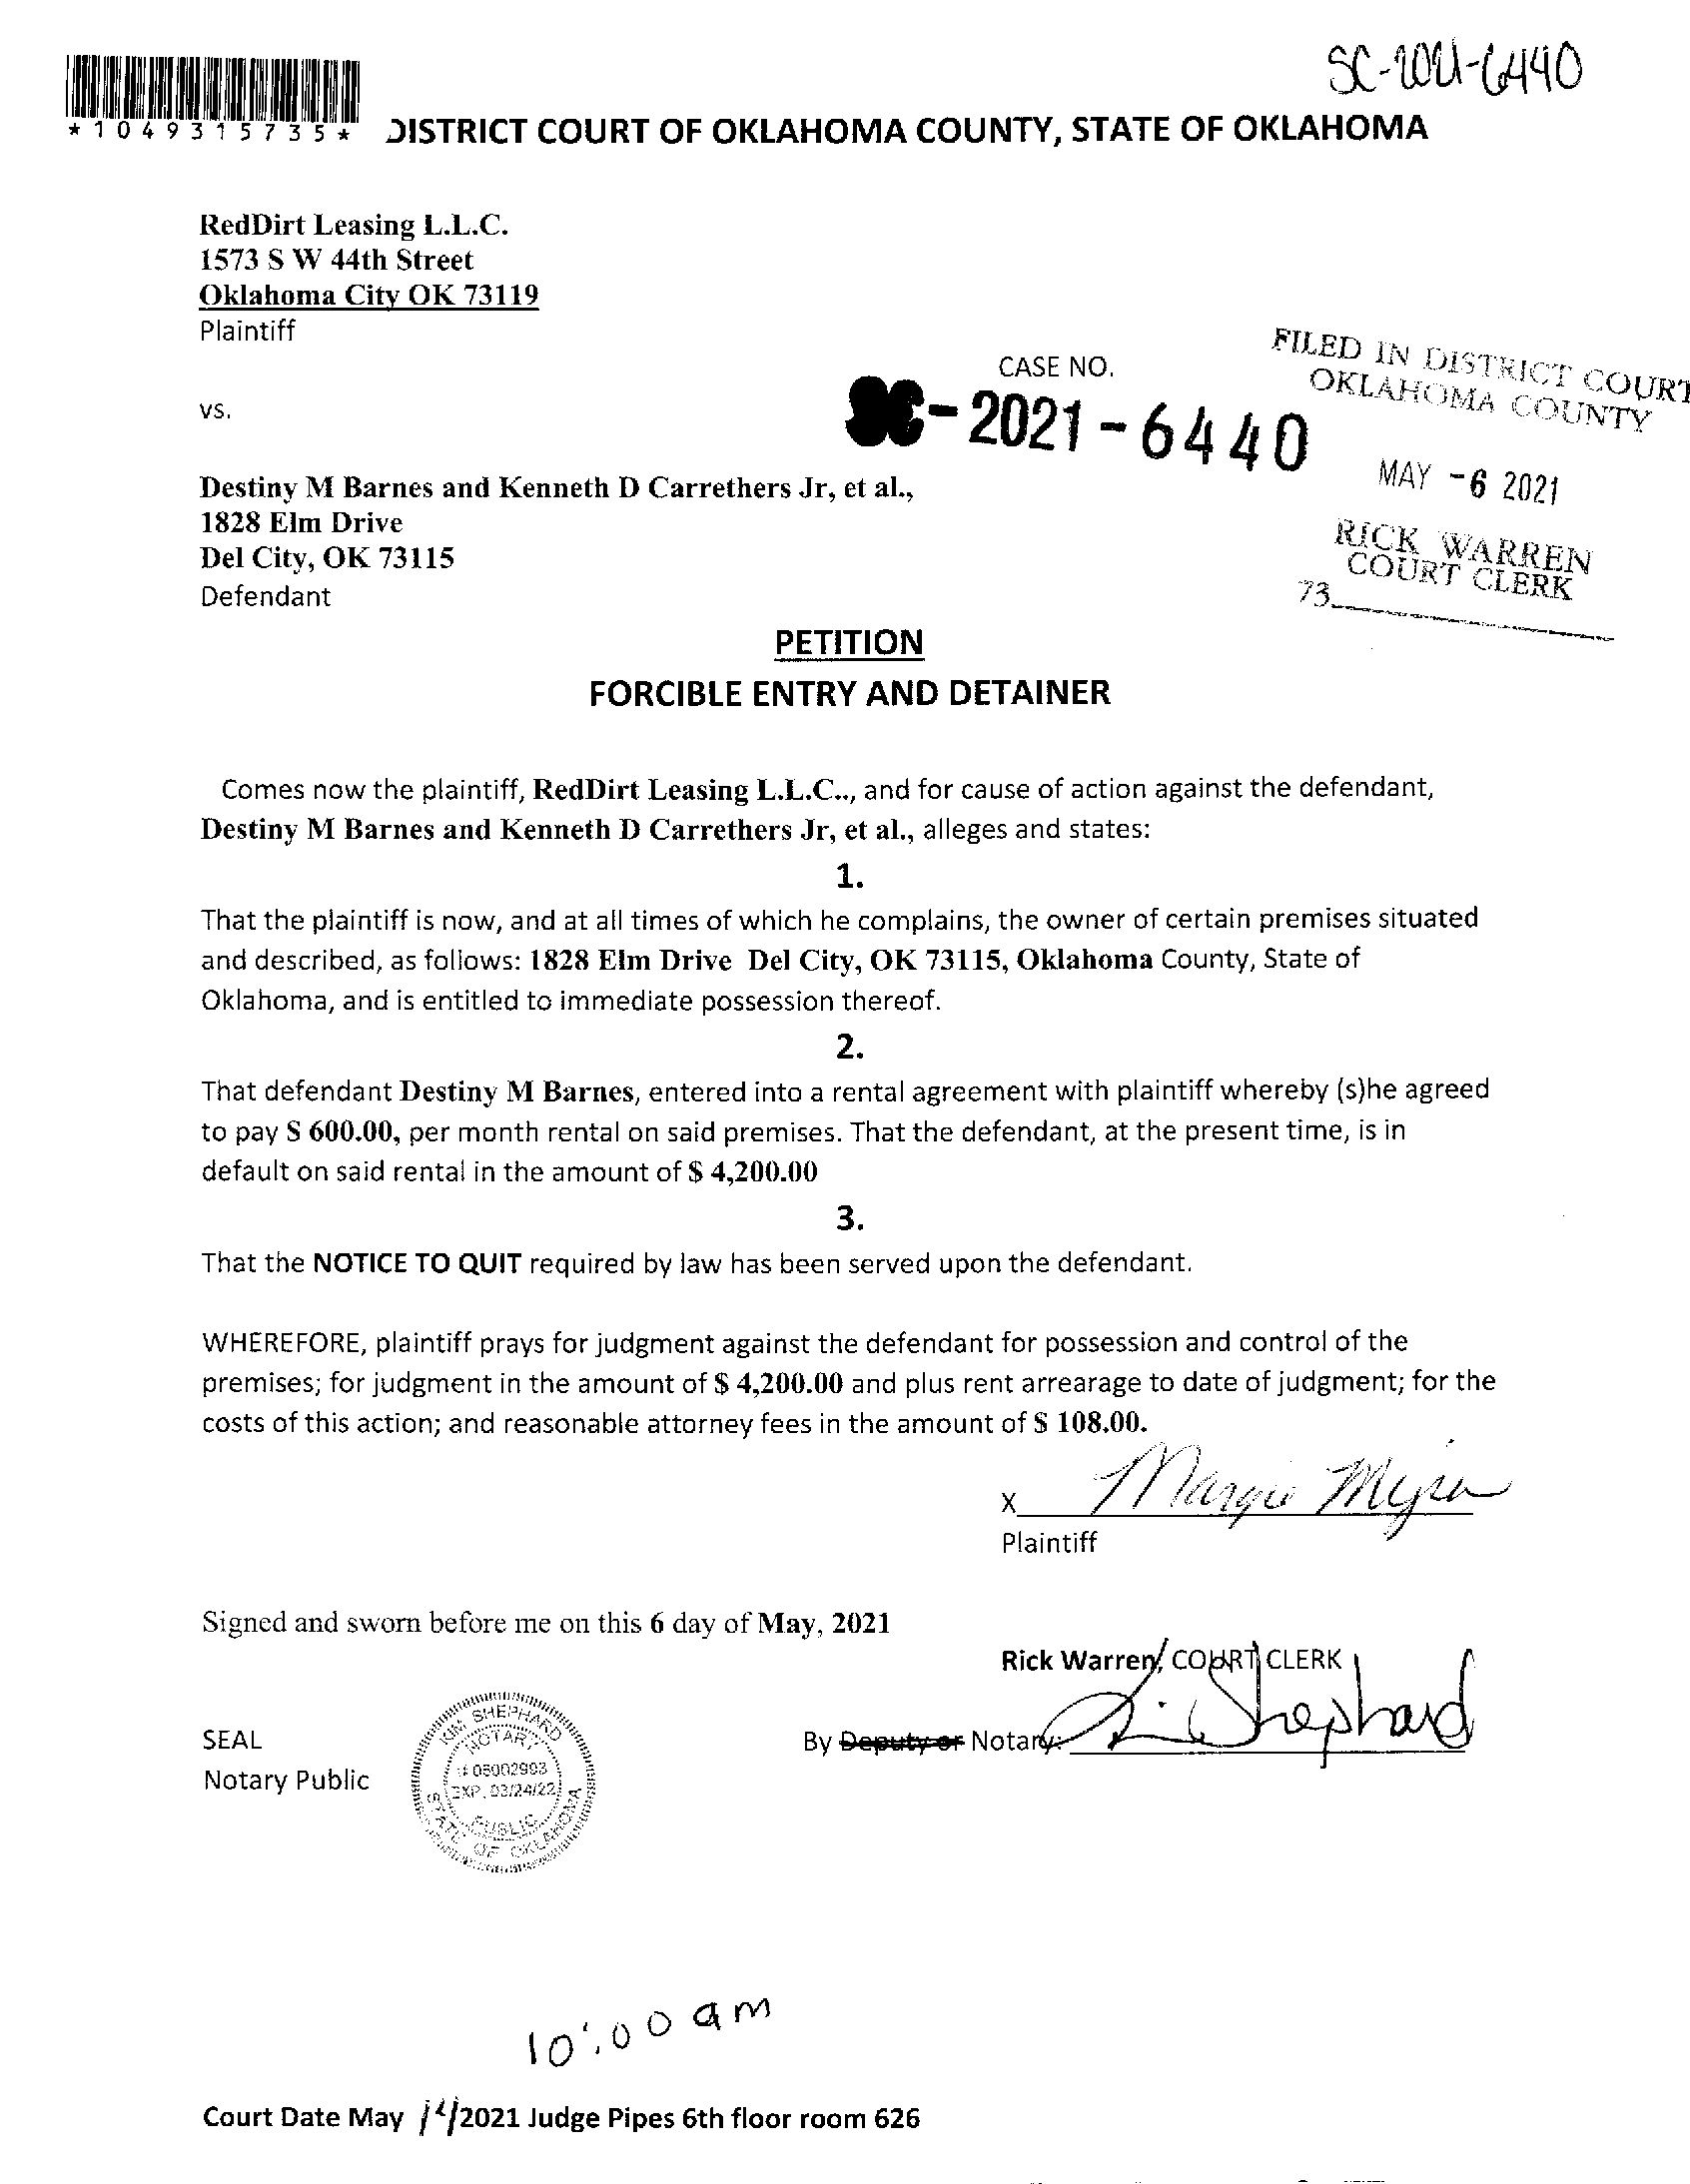 SC-2021-6440
*1049315735*
DISTRICT COURT OF OKLAHOMA COUNTY, STATE OF OKLAHOMA
RedDirt Leasing L.L.C.
1573 S W 44th Street
Oklahoma City OK 73119
Plaintiff
CASE NO.
FILED IN DISTRICT COURT
OKLAHOMA COUNTY
vs.
SC-2021-6440
MAY -6 2021
Destiny M Barnes and Kenneth D Carrethers Jr, et al.,
1828 Elm Drive
Del City, OK 73115
Defendant
RICK WARREN
COURT CLERK
73
PETITION
FORCIBLE ENTRY AND DETAINER
Comes now the plaintiff, RedDirt Leasing L.L.C.., and for cause of action against the defendant,
Destiny M Barnes and Kenneth D Carrethers Jr, et al., alleges and states:
1.
That the plaintiff is now, and at all times of which he complains, the owner of certain premises situated
and described, as follows: 1828 Elm Drive Del City, OK 73115, Oklahoma County, State of
Oklahoma, and is entitled to immediate possession thereof.
2.
That defendant Destiny M Barnes, entered into a rental agreement with plaintiff whereby (s)he agreed
to pay $ 600.00, per month rental on said premises. That the defendant, at the present time, is in
default on said rental in the amount of $ 4,200.00
3.
That the NOTICE TO QUIT required by law has been served upon the defendant.
WHEREFORE, plaintiff prays for judgment against the defendant for possession and control of the
premises; for judgment in the amount of $ 4,200.00 and plus rent arrearage to date of judgment; for the
costs of this action; and reasonable attorney fees in the amount of $ 108.00.
X Margie
Plaintiff
Signed and sworn before me on this 6 day of May, 2021
Rick Warren, COURT CLERK
SEAL
By Deputy or Notary: Shephard
Notary Public
KIM SHEPHARD
NOTARY
# 05002993
EXP. 03/24/22
PUBLIC
STATE OF OKLAHOMA
10:00 am
Court Date May /2021 Judge Pipes 6th floor room 626